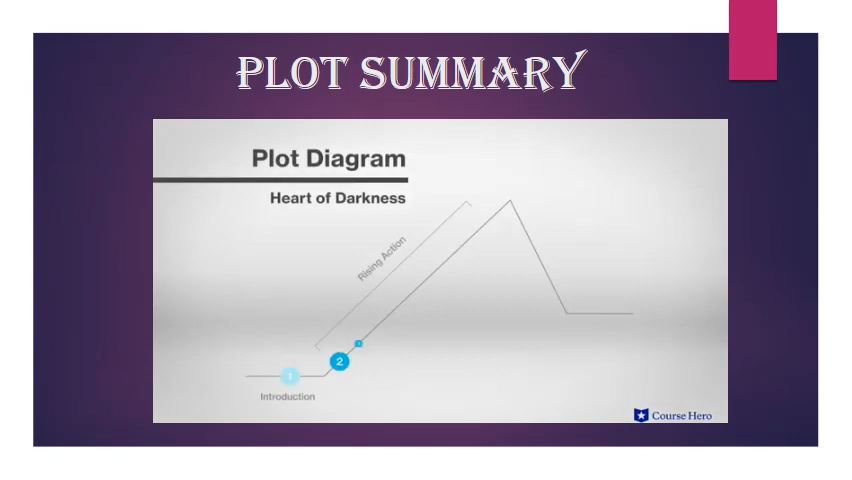 PLOT SUMMARY
Plot Diagram
Heart of Darkness
Rising Action
2
1
Introduction
Course Hero